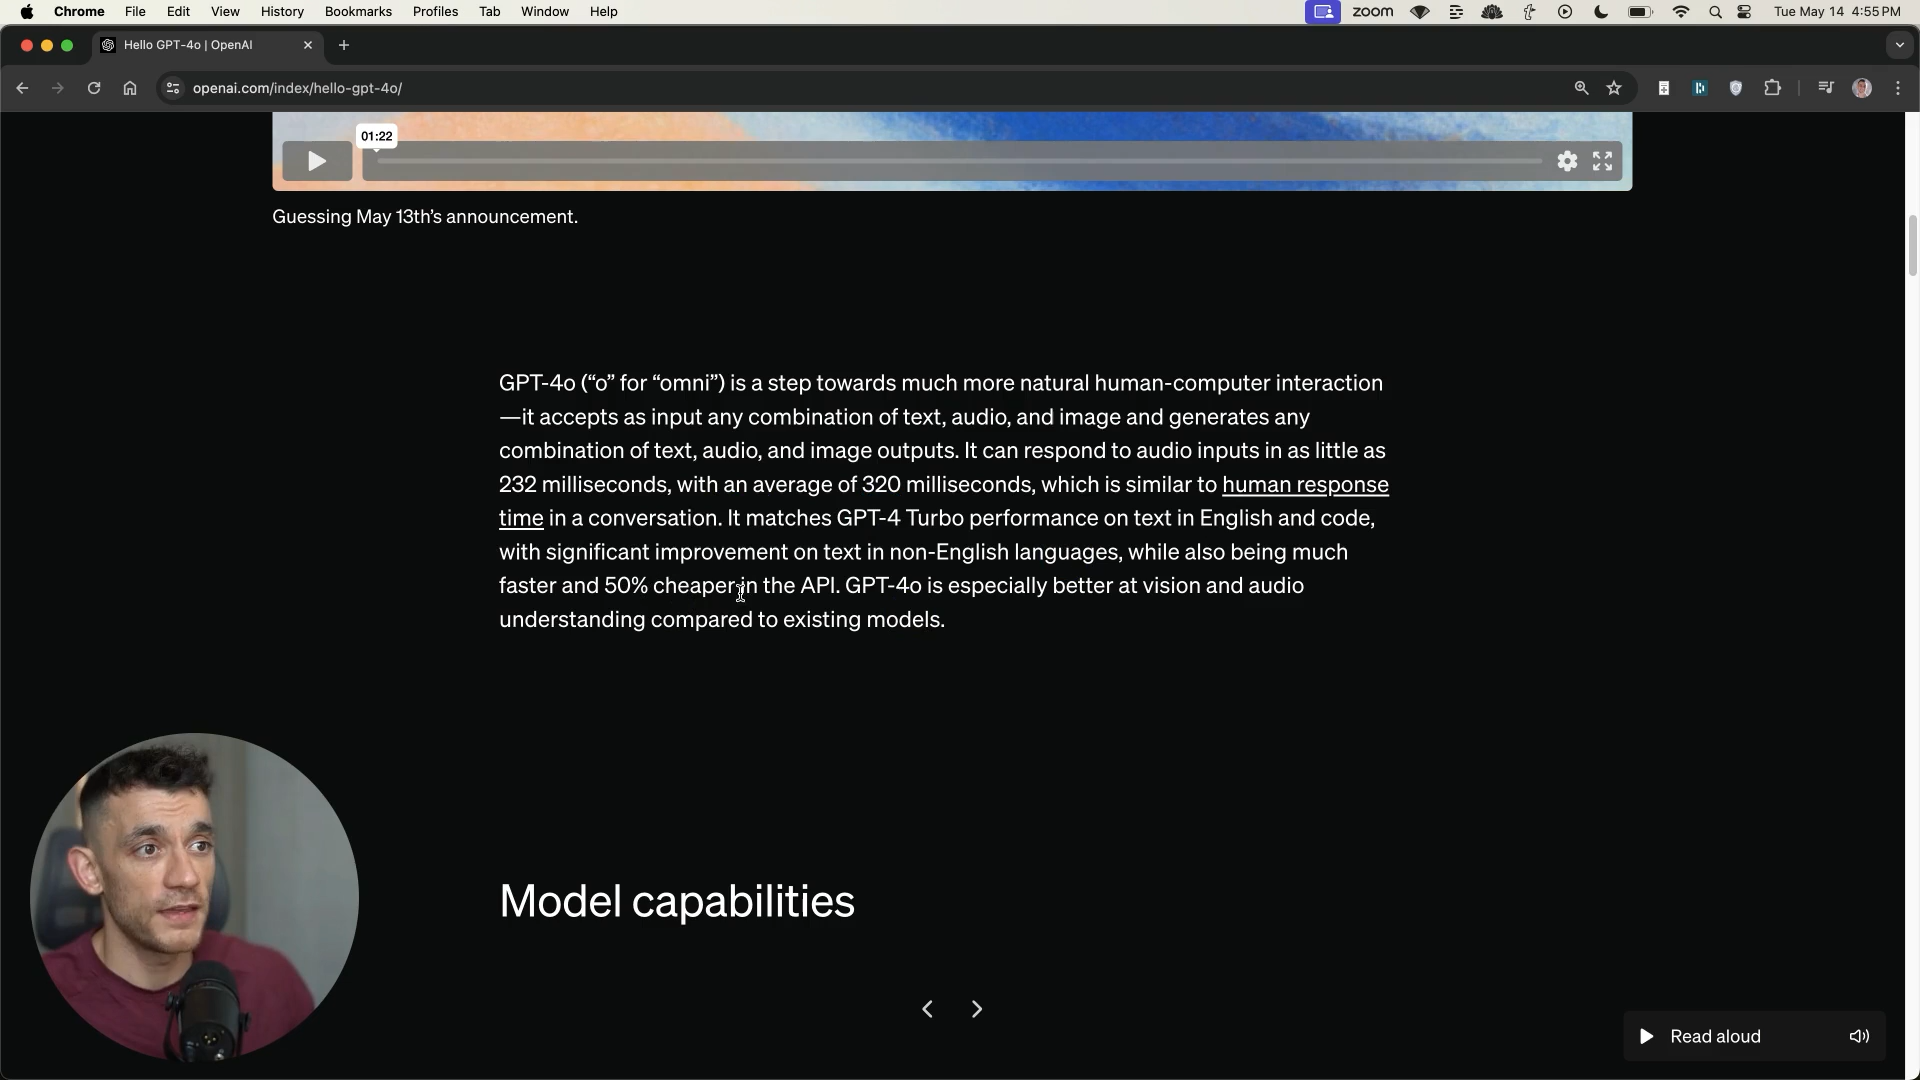 Chrome File Edit View History Bookmarks Profiles Tab Window Help zoom Tue May 14 4:55 PM
Hello GPT-4o | OpenAI
openai.com/index/hello-gpt-4o/
01:22
Guessing May 13th’s announcement.
GPT-4o (“o” for “omni”) is a step towards much more natural human-computer interaction
—it accepts as input any combination of text, audio, and image and generates any
combination of text, audio, and image outputs. It can respond to audio inputs in as little as
232 milliseconds, with an average of 320 milliseconds, which is similar to human response
time in a conversation. It matches GPT-4 Turbo performance on text in English and code,
with significant improvement on text in non-English languages, while also being much
faster and 50% cheaper in the API. GPT-4o is especially better at vision and audio
understanding compared to existing models.
Model capabilities
Read aloud